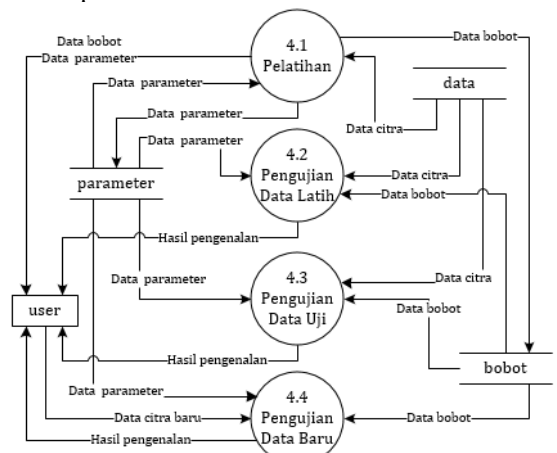 4.1
Pelatihan
Data bobot
Data parameter
Data bobot
Data parameter
data
Data parameter
Data citra
Data parameter
4.2
Pengujian
Data Latih
parameter
Data citra
Data bobot
Hasil pengenalan
4.3
Pengujian
Data Uji
Data parameter
Data citra
user
Data bobot
Hasil pengenalan
bobot
Data parameter
4.4
Pengujian
Data Baru
Data citra baru
Data bobot
Hasil pengenalan